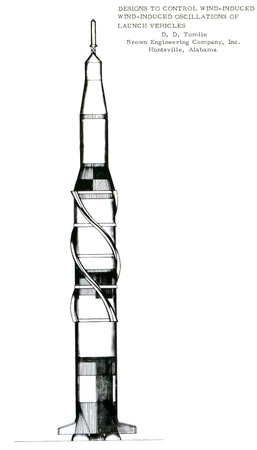 DESIGNS TO CONTROL WIND-INDUCED
WIND-INDUCED OSCILLATIONS OF
LAUNCH VEHICLES
D. D. Tomlin
Brown Engineering Company, Inc.
Huntsville, Alabama